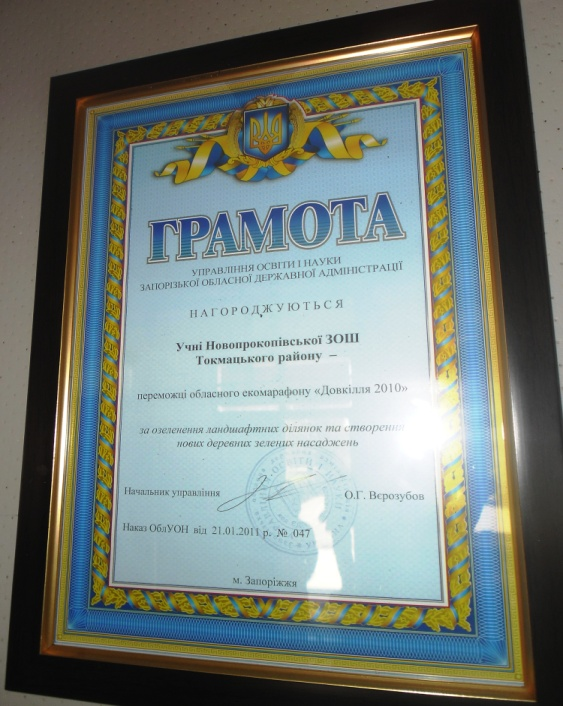 ГРАМОТА
УПРАВЛІННЯ ОСВІТИ І НАУКИ
ЗАПОРІЗЬКОЇ ОБЛАСНОЇ ДЕРЖАВНОЇ АДМІНІСТРАЦІЇ
НАГОРОДЖУЮТЬСЯ
Учні Новопрокопівської ЗОШ
Токмацького району –
переможці обласного екомарафону «Довкілля 2010»
за озеленення ландшафтних ділянок та створення
нових деревних зелених насаджень
Начальник управління О.Г. Вєрозубов
Наказ ОблУОН від 21.01.2011 р. № 047
м. Запоріжжя